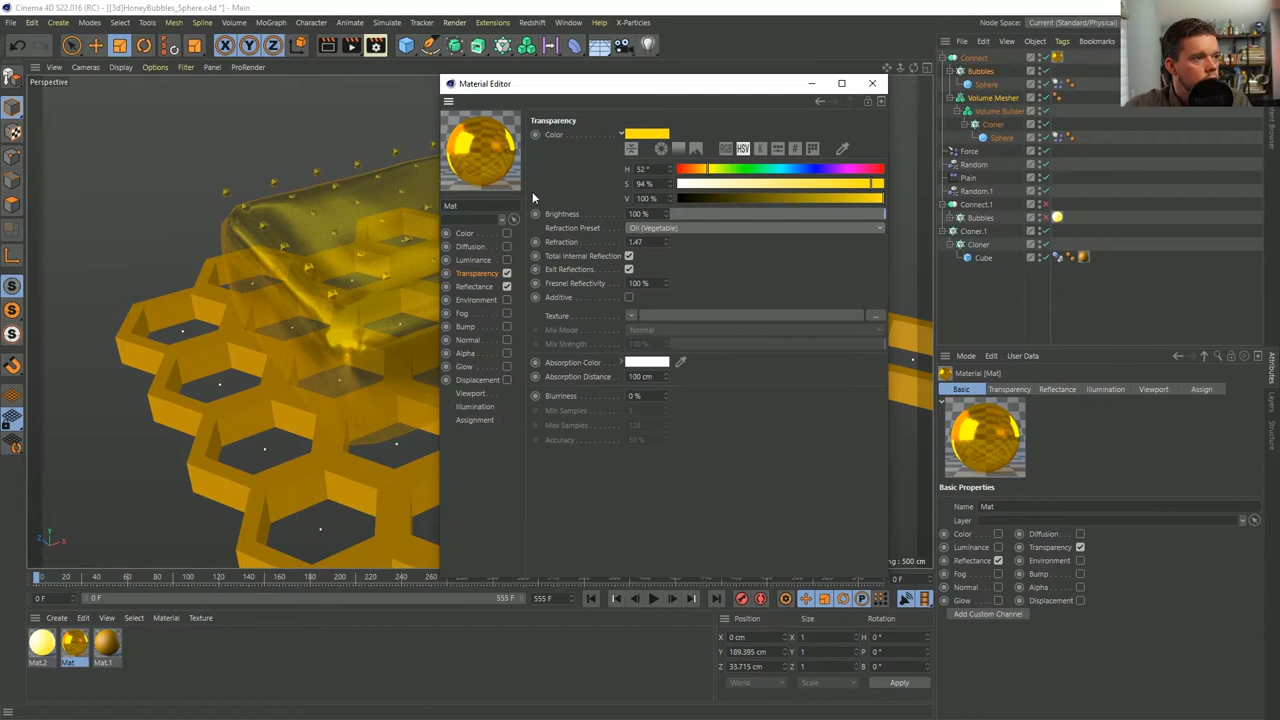 Cinema 4D S22.016 (RC) - [[3d]HoneyBubbles_Sphere.c4d *] - Main
File Edit Create Modes Select Tools Mesh Spline Volume MoGraph Character Animate Simulate Tracker Render Extensions Redshift Window Help X-Particles Node Space: Current (Standard/Physical)
File Edit View Object Tags Bookmarks
View Cameras Display Options Filter Panel ProRender
Perspective
Material Editor
Connect
Bubbles
Sphere
Volume Mesher
Volume Builder
Cloner
Sphere
Force
Random
Plain
Random.1
Connect.1
Bubbles
Cloner.1
Cloner
Cube
Transparency
Color
RGB HSV K #
H 52 °
S 94 %
V 100 %
Mat
Brightness 100 %
Refraction Preset Oil (Vegetable)
Refraction 1.47
Total Internal Reflection
Exit Reflections
Fresnel Reflectivity 100 %
Additive
Texture ...
Mix Mode Normal
Mix Strength 100 %
Absorption Color
Absorption Distance 100 cm
Blurriness 0 %
Min Samples 5
Max Samples 128
Accuracy 50 %
Color
Diffusion
Luminance
Transparency
Reflectance
Environment
Fog
Bump
Normal
Alpha
Glow
Displacement
Viewport
Illumination
Assignment
Mode Edit User Data
Material [Mat]
Basic Transparency Reflectance Illumination Viewport Assign
Basic Properties
Name Mat
Layer
Color Diffusion
Luminance Transparency
Reflectance Environment
Fog Bump
Normal Alpha
Glow Displacement
Add Custom Channel
Attributes
Layers
Structure
Z Y X
ng : 500 cm
0 20 40 60 80 100 120 140 160 180 200 220 240 260 0 F
0 F 0 F 555 F 555 F
Create Edit View Select Material Texture
Mat.2 Mat Mat.1
Position Size Rotation
X 0 cm X 1 H 0 °
Y 189.395 cm Y 1 P 0 °
Z 33.715 cm Z 1 B 0 °
World Scale Apply